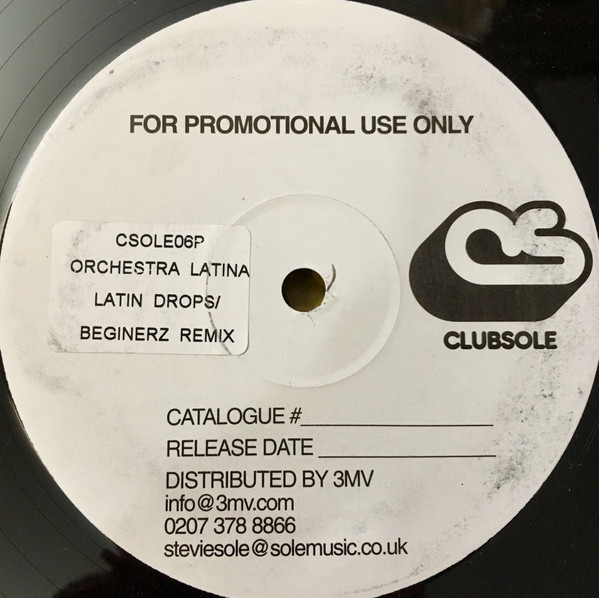 FOR PROMOTIONAL USE ONLY
CSOLE06P
ORCHESTRA LATINA
LATIN DROPS/
BEGINERZ REMIX
CS
CLUBSOLE
CATALOGUE #
RELEASE DATE
DISTRIBUTED BY 3MV
info@3mv.com
0207 378 8866
steviesole@solemusic.co.uk